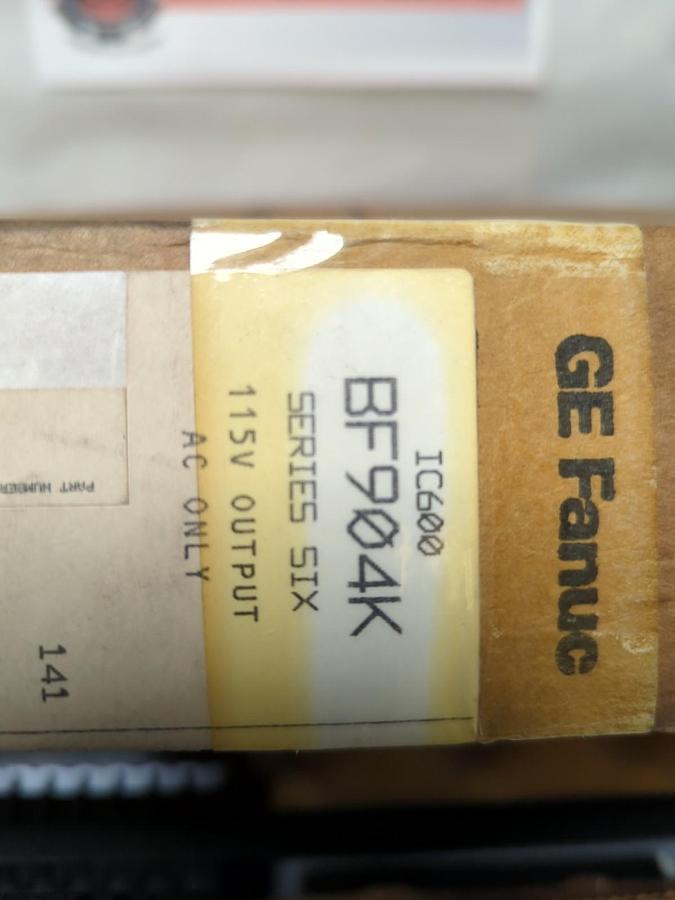 GE Fanuc
IC600
BF904K
SERIES SIX
115V OUTPUT
AC ONLY
141
PART NUMBER